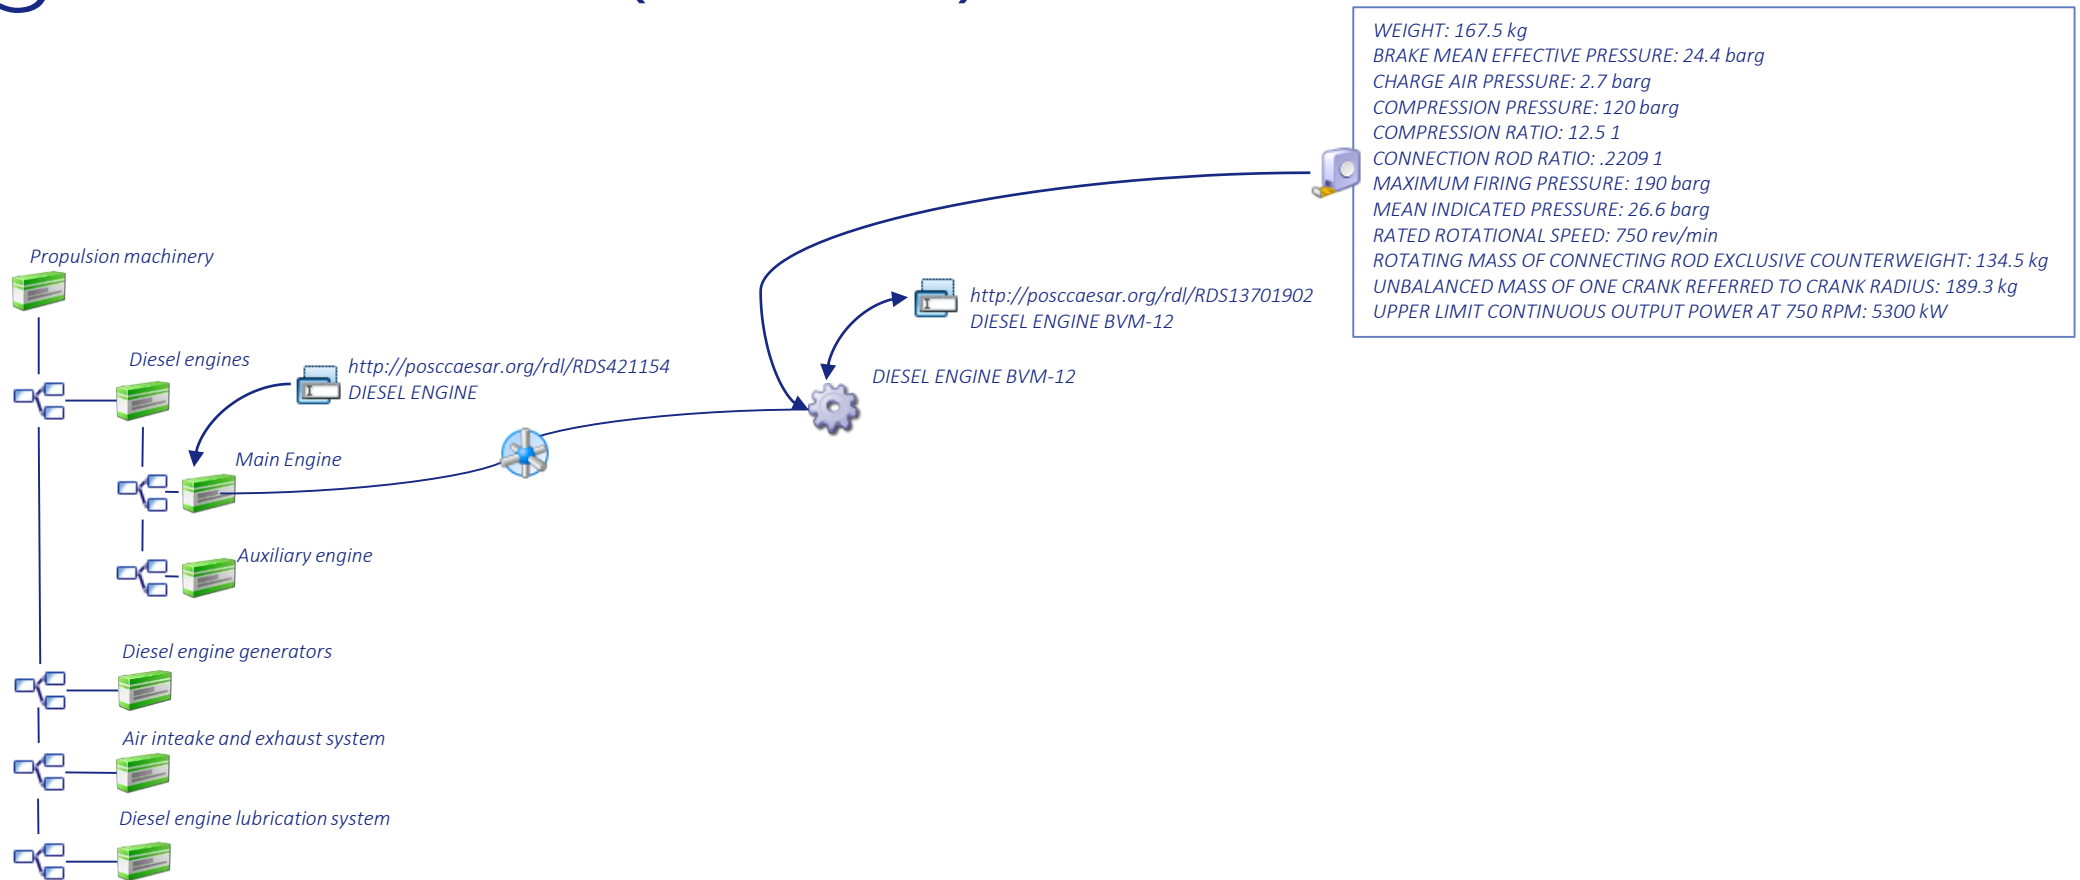 WEIGHT: 167.5 kg
BRAKE MEAN EFFECTIVE PRESSURE: 24.4 barg
CHARGE AIR PRESSURE: 2.7 barg
COMPRESSION PRESSURE: 120 barg
COMPRESSION RATIO: 12.5 1
CONNECTION ROD RATIO: .2209 1
MAXIMUM FIRING PRESSURE: 190 barg
MEAN INDICATED PRESSURE: 26.6 barg
RATED ROTATIONAL SPEED: 750 rev/min
ROTATING MASS OF CONNECTING ROD EXCLUSIVE COUNTERWEIGHT: 134.5 kg
UNBALANCED MASS OF ONE CRANK REFERRED TO CRANK RADIUS: 189.3 kg
UPPER LIMIT CONTINUOUS OUTPUT POWER AT 750 RPM: 5300 kW
Propulsion machinery
http://posccaesar.org/rdl/RDS13701902
DIESEL ENGINE BVM-12
Diesel engines
http://posccaesar.org/rdl/RDS421154
DIESEL ENGINE
DIESEL ENGINE BVM-12
Main Engine
Auxiliary engine
Diesel engine generators
Air inteake and exhaust system
Diesel engine lubrication system